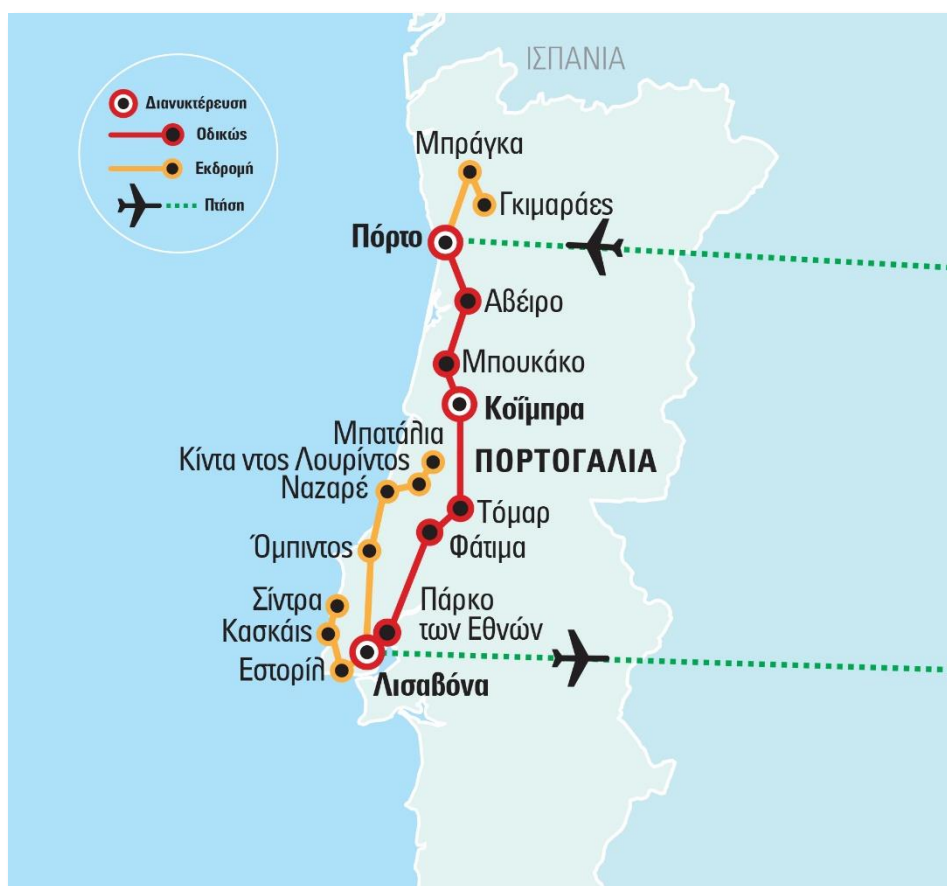 ΙΣΠΑΝΙΑ
Διανυκτέρευση
Οδικώς
Εκδρομή
Πτήση
Μπράγκα
Γκιμαράες
Πόρτο
Αβέιρο
Μπουκάκο
Κοΐμπρα
Μπατάλια
Κίντα ντος Λουρίντος
ΠΟΡΤΟΓΑΛΙΑ
Ναζαρέ
Τόμαρ
Φάτιμα
Όμπιντος
Σίντρα
Πάρκο
των Εθνών
Κασκάις
Εστορίλ
Λισαβόνα